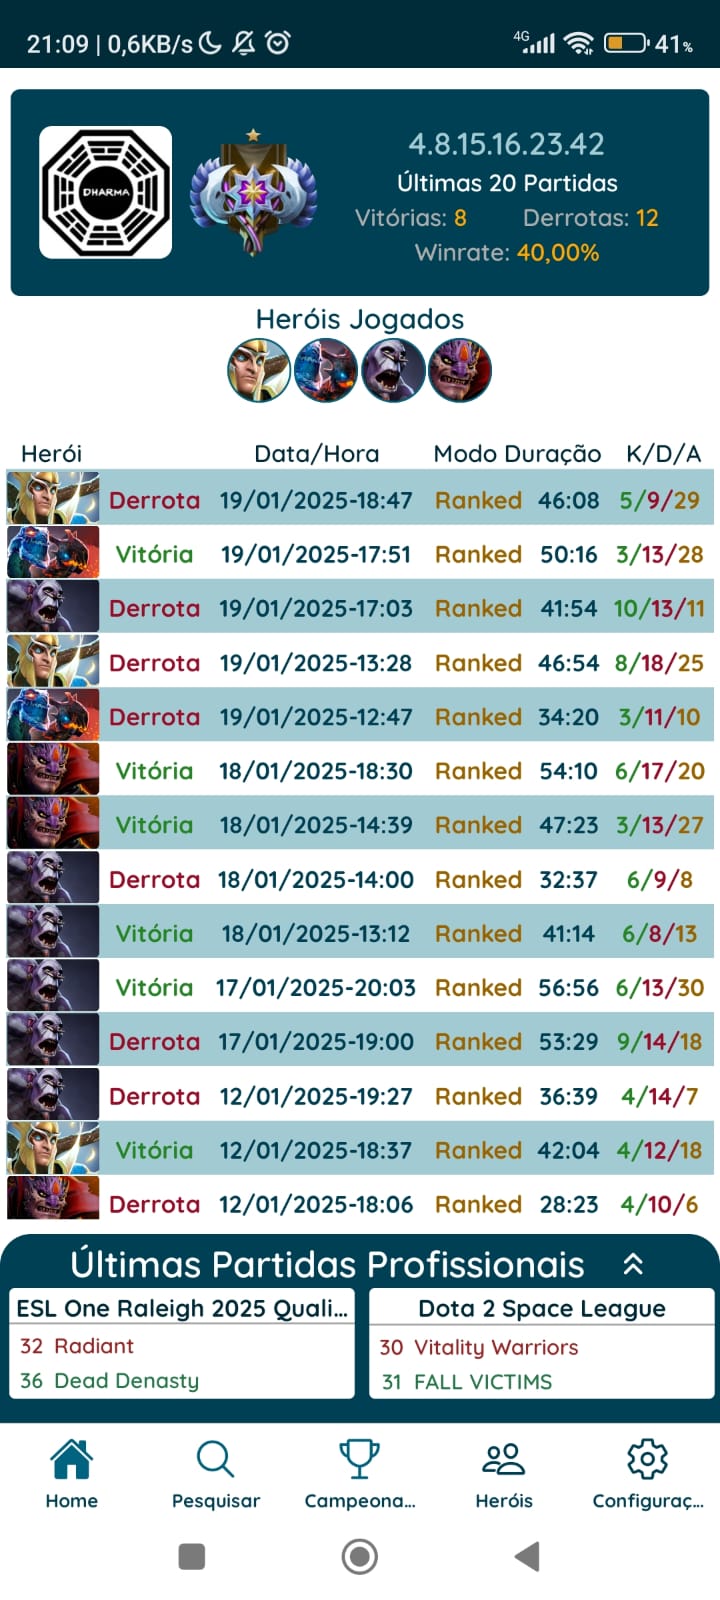 21:09 | 0,6KB/s 4G 41%
DHARMA
4.8.15.16.23.42
Últimas 20 Partidas
Vitórias: 8 Derrotas: 12
Winrate: 40,00%
Heróis Jogados
Herói Data/Hora Modo Duração K/D/A
Derrota 19/01/2025-18:47 Ranked 46:08 5/9/29
Vitória 19/01/2025-17:51 Ranked 50:16 3/13/28
Derrota 19/01/2025-17:03 Ranked 41:54 10/13/11
Derrota 19/01/2025-13:28 Ranked 46:54 8/18/25
Derrota 19/01/2025-12:47 Ranked 34:20 3/11/10
Vitória 18/01/2025-18:30 Ranked 54:10 6/17/20
Vitória 18/01/2025-14:39 Ranked 47:23 3/13/27
Derrota 18/01/2025-14:00 Ranked 32:37 6/9/8
Vitória 18/01/2025-13:12 Ranked 41:14 6/8/13
Vitória 17/01/2025-20:03 Ranked 56:56 6/13/30
Derrota 17/01/2025-19:00 Ranked 53:29 9/14/18
Derrota 12/01/2025-19:27 Ranked 36:39 4/14/7
Vitória 12/01/2025-18:37 Ranked 42:04 4/12/18
Derrota 12/01/2025-18:06 Ranked 28:23 4/10/6
Últimas Partidas Profissionais
ESL One Raleigh 2025 Quali...
32 Radiant
36 Dead Denasty
Dota 2 Space League
30 Vitality Warriors
31 FALL VICTIMS
Home Pesquisar Campeona... Heróis Configuraç...